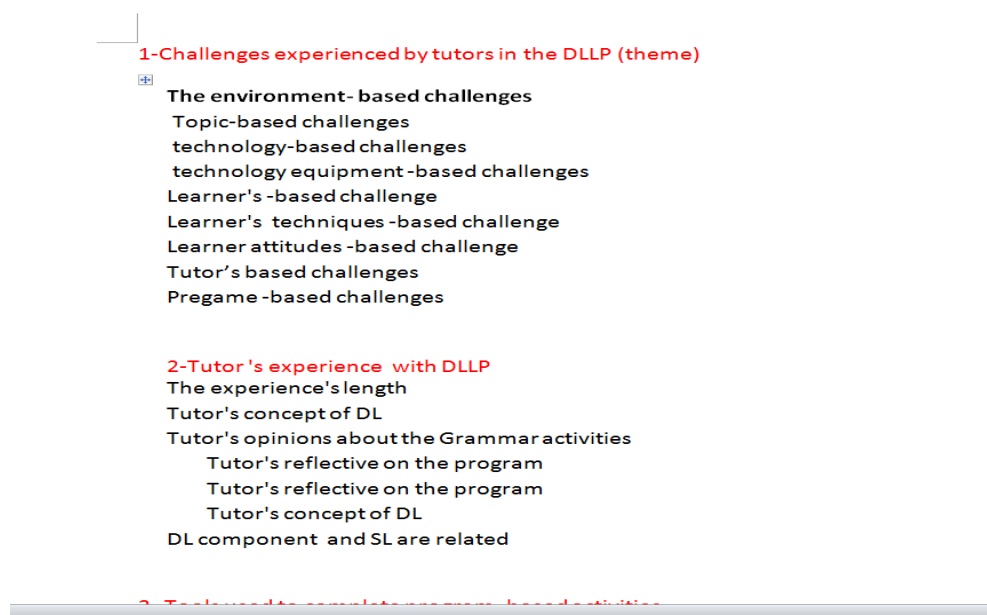 1-Challenges experienced by tutors in the DLLP (theme)
The environment- based challenges
Topic-based challenges
technology-based challenges
technology equipment -based challenges
Learner's -based challenge
Learner's  techniques -based challenge
Learner attitudes -based challenge
Tutor’s based challenges
Pregame -based challenges
2-Tutor 's experience  with DLLP
The experience's length
Tutor's concept of DL
Tutor's opinions about the Grammar activities
Tutor's reflective on the program
Tutor's reflective on the program
Tutor's concept of DL
DL component  and SL are related